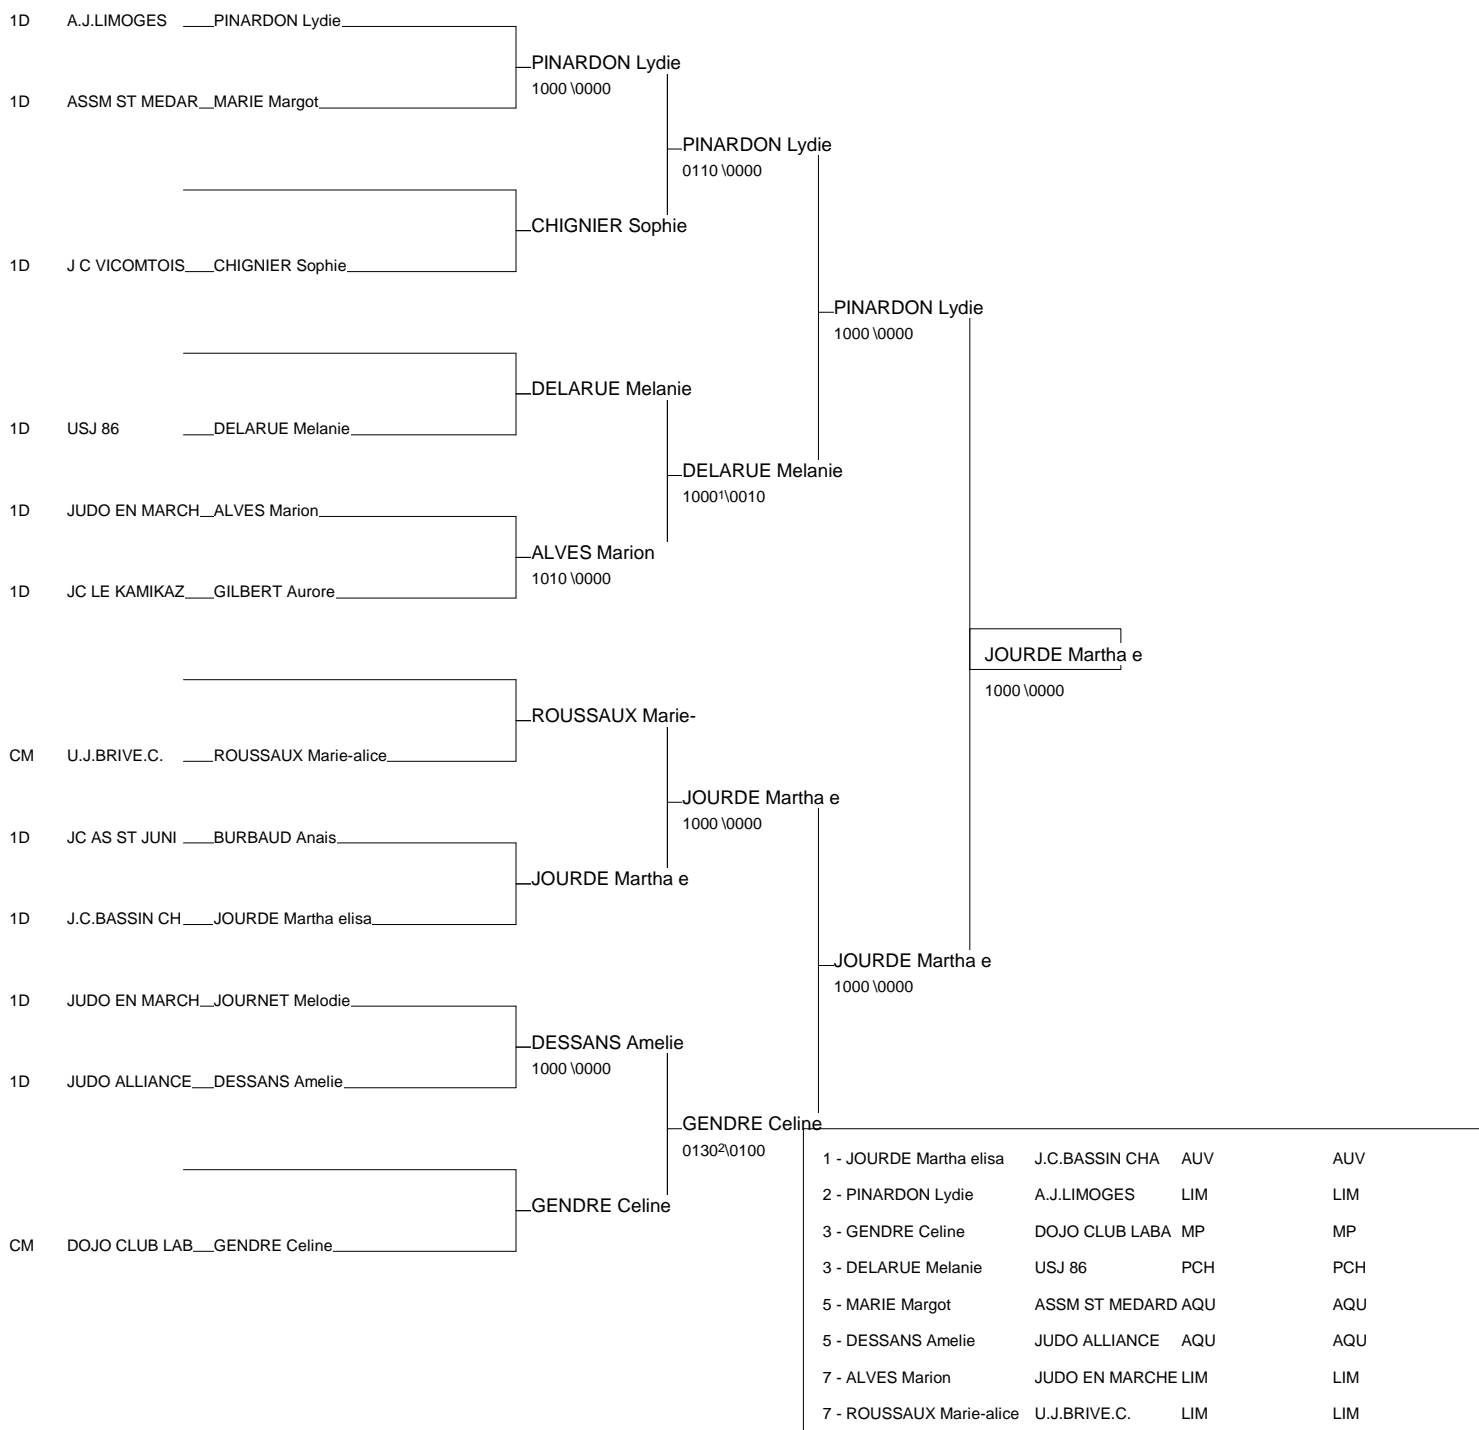 1D A.J.LIMOGES PINARDON Lydie
PINARDON Lydie
1000 \0000
1D ASSM ST MEDAR MARIE Margot
PINARDON Lydie
0110 \0000
CHIGNIER Sophie
1D J C VICOMTOIS CHIGNIER Sophie
PINARDON Lydie
1000 \0000
DELARUE Melanie
1D USJ 86 DELARUE Melanie
DELARUE Melanie
1000¹\0010
1D JUDO EN MARCH ALVES Marion
ALVES Marion
1010 \0000
1D JC LE KAMIKAZ GILBERT Aurore
JOURDE Martha e
1000 \0000
ROUSSAUX Marie-
CM U.J.BRIVE.C. ROUSSAUX Marie-alice
JOURDE Martha e
1000 \0000
1D JC AS ST JUNI BURBAUD Anais
JOURDE Martha e
1D J.C.BASSIN CH JOURDE Martha elisa
JOURDE Martha e
1000 \0000
1D JUDO EN MARCH JOURNET Melodie
DESSANS Amelie
1000 \0000
1D JUDO ALLIANCE DESSANS Amelie
GENDRE Celine
0130²\0100
GENDRE Celine
CM DOJO CLUB LAB GENDRE Celine
1 - JOURDE Martha elisa J.C.BASSIN CHA AUV AUV
2 - PINARDON Lydie A.J.LIMOGES LIM LIM
3 - GENDRE Celine DOJO CLUB LABA MP MP
3 - DELARUE Melanie USJ 86 PCH PCH
5 - MARIE Margot ASSM ST MEDARD AQU AQU
5 - DESSANS Amelie JUDO ALLIANCE AQU AQU
7 - ALVES Marion JUDO EN MARCHE LIM LIM
7 - ROUSSAUX Marie-alice U.J.BRIVE.C. LIM LIM